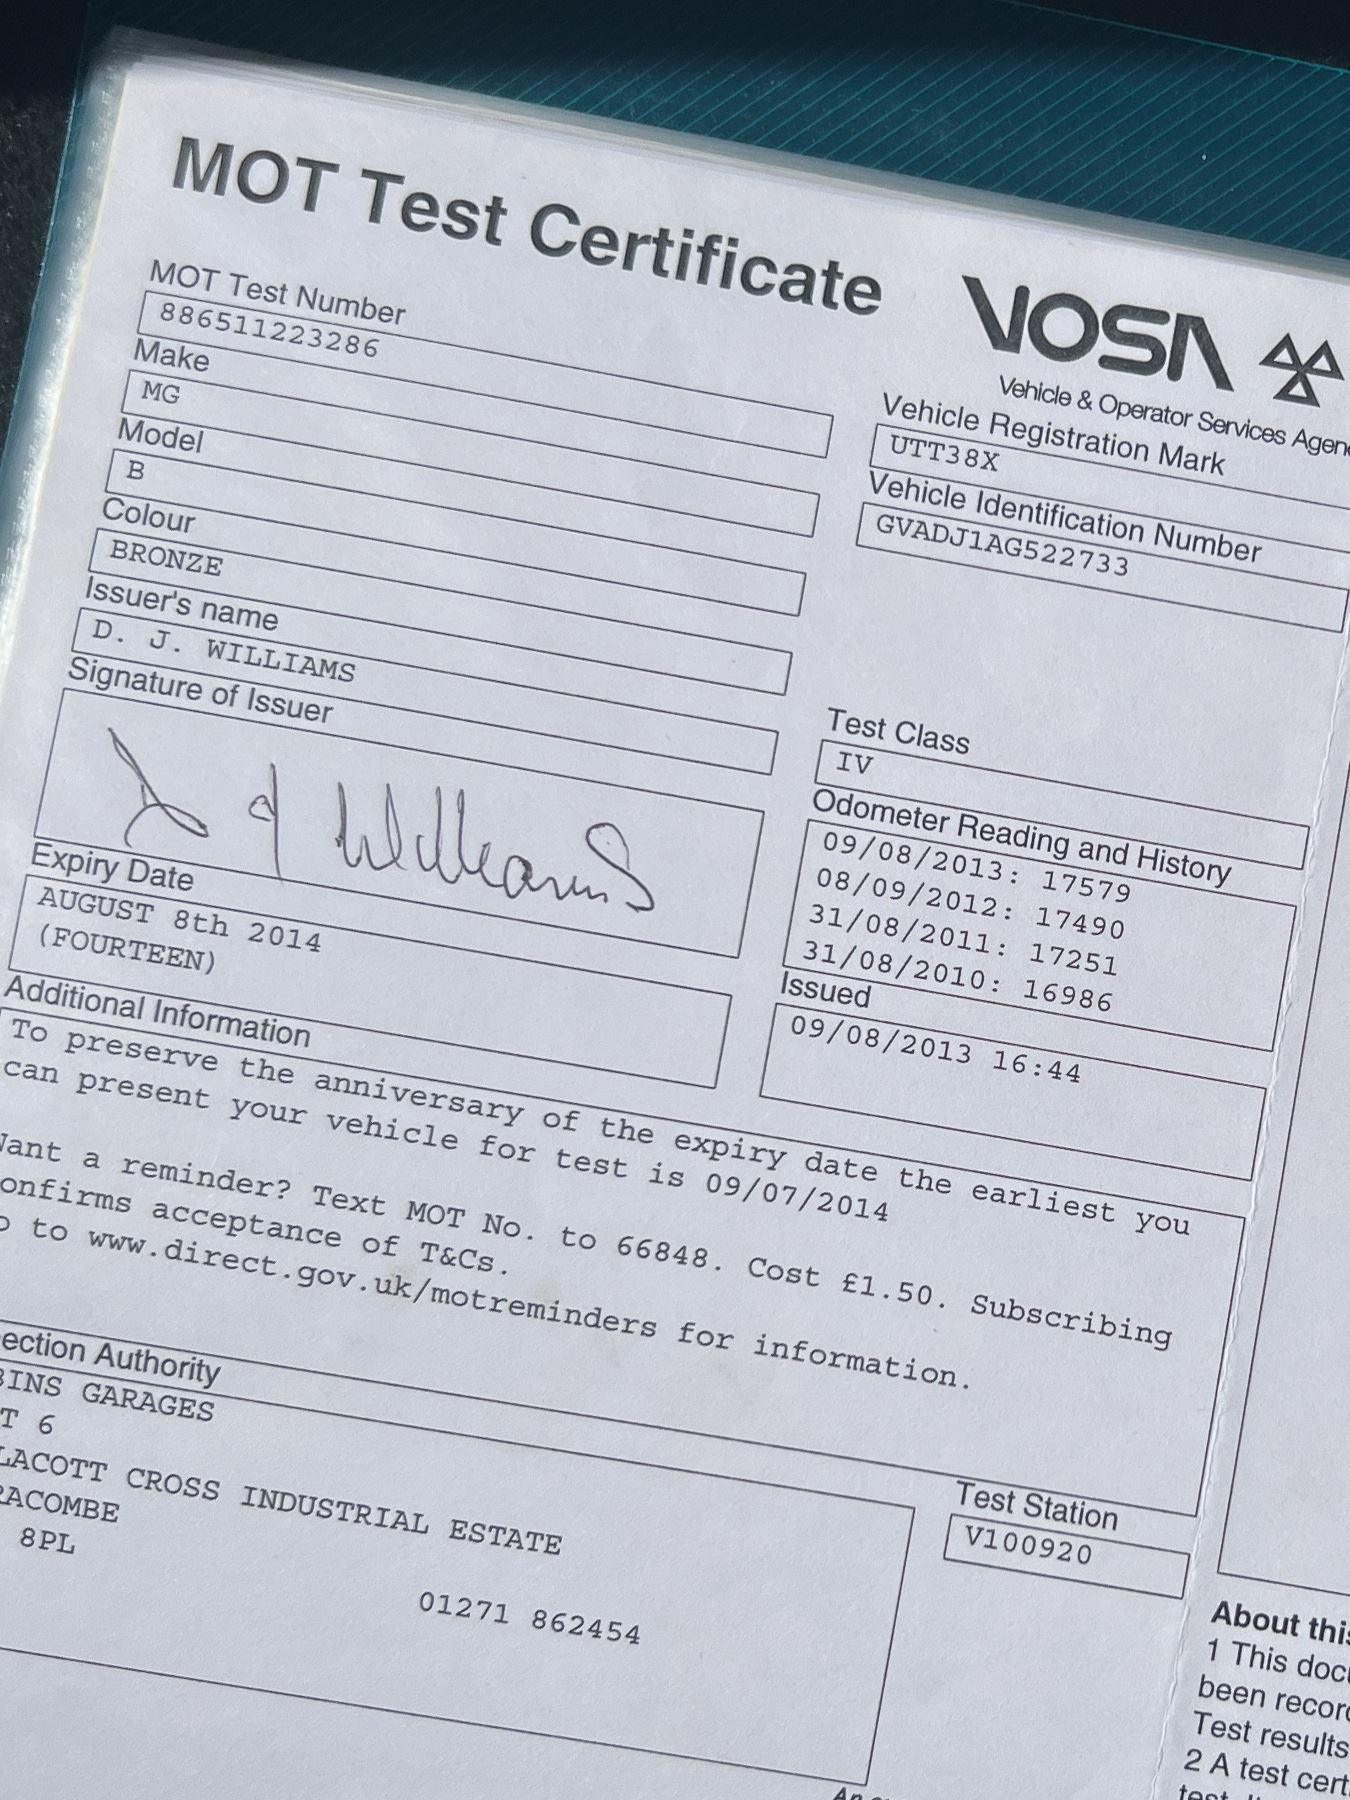 MOT Test Certificate
VOSA
Vehicle & Operator Services Agen
MOT Test Number
886511223286
Make
MG
Model
B
Colour
BRONZE
Issuer's name
D. J. WILLIAMS
Signature of Issuer
D J Williams
Expiry Date
AUGUST 8th 2014
(FOURTEEN)
Vehicle Registration Mark
UTT38X
Vehicle Identification Number
GVADJ1AG522733
Test Class
IV
Odometer Reading and History
09/08/2013: 17579
08/09/2012: 17490
31/08/2011: 17251
31/08/2010: 16986
Issued
09/08/2013 16:44
Additional Information
To preserve the anniversary of the expiry date the earliest you
can present your vehicle for test is 09/07/2014
Want a reminder? Text MOT No. to 66848. Cost £1.50. Subscribing
onfirms acceptance of T&Cs.
o to www.direct.gov.uk/motreminders for information.
ection Authority
BINS GARAGES
T 6
LACOTT CROSS INDUSTRIAL ESTATE
RACOMBE
8PL
01271 862454
Test Station
V100920
About this
1 This docu
been record
Test results
2 A test cert